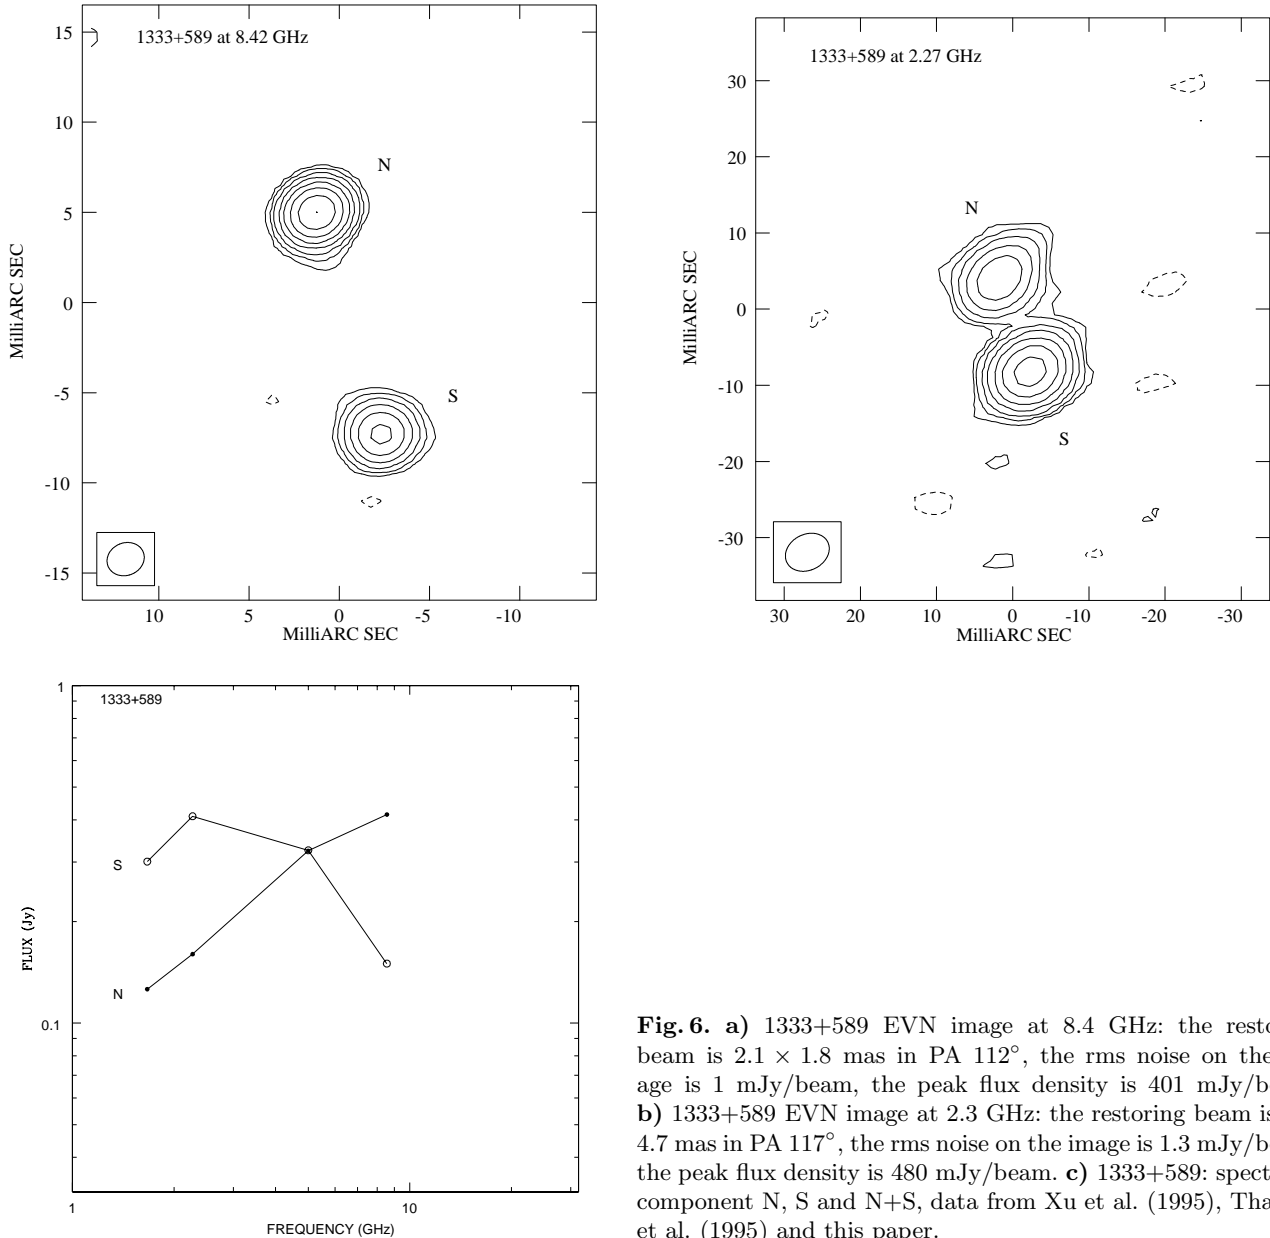 1333+589 at 8.42 GHz
N
S
15
10
5
0
-5
-10
-15
MilliARC SEC
10
5
0
-5
-10
MilliARC SEC
1333+589 at 2.27 GHz
N
S
30
20
10
0
-10
-20
-30
MilliARC SEC
30
20
10
0
-10
-20
-30
MilliARC SEC
1333+589
1
0.1
S
N
FLUX (Jy)
1
10
FREQUENCY (GHz)
Fig. 6. a) 1333+589 EVN image at 8.4 GHz: the resto
beam is 2.1 × 1.8 mas in PA 112°, the rms noise on the
age is 1 mJy/beam, the peak flux density is 401 mJy/b
b) 1333+589 EVN image at 2.3 GHz: the restoring beam is
4.7 mas in PA 117°, the rms noise on the image is 1.3 mJy/b
the peak flux density is 480 mJy/beam. c) 1333+589: spect
component N, S and N+S, data from Xu et al. (1995), Tha
et al. (1995) and this paper.